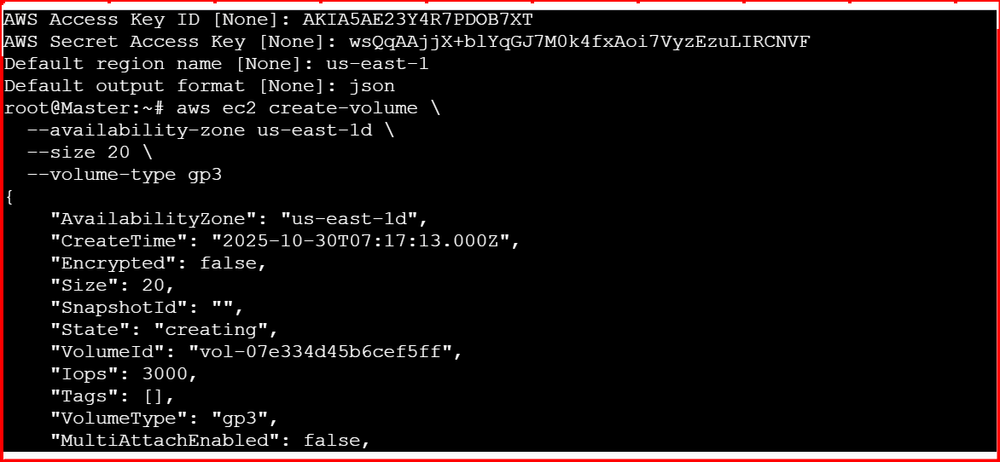 AWS Access Key ID [None]: AKIA5AE23Y4R7PDOB7XT
AWS Secret Access Key [None]: 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
Default region name [None]: us-east-1
Default output format [None]: json
root@Master:~# aws ec2 create-volume \
  --availability-zone us-east-1d \
  --size 20 \
  --volume-type gp3
{
    "AvailabilityZone": "us-east-1d",
    "CreateTime": "2025-10-30T07:17:13.000Z",
    "Encrypted": false,
    "Size": 20,
    "SnapshotId": "",
    "State": "creating",
    "VolumeId": "vol-07e334d45b6cef5ff",
    "Iops": 3000,
    "Tags": [],
    "VolumeType": "gp3",
    "MultiAttachEnabled": false,